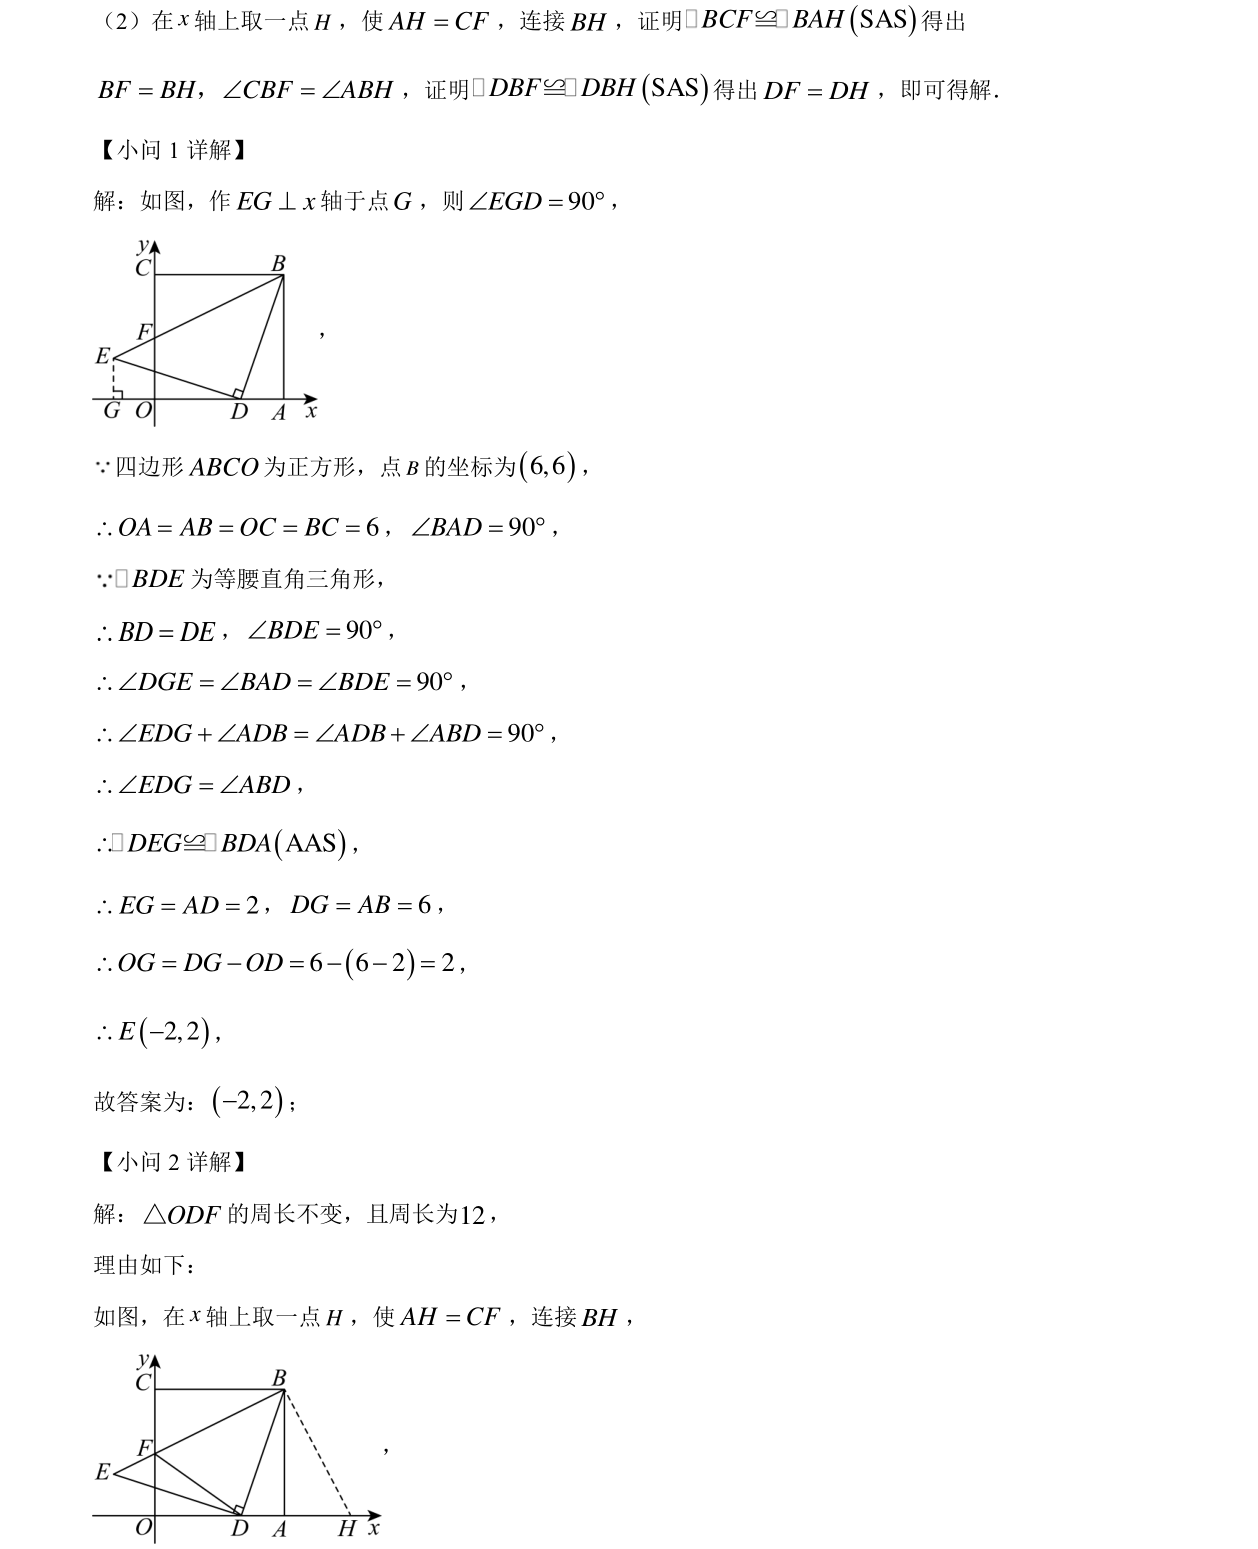 （2）在x轴上取一点H，使AH=CF，连接BH，证明□BCF≌□BAH(SAS)得出
BF=BH，∠CBF=∠ABH，证明□DBF≌□DBH(SAS)得出DF=DH，即可得解．
【小问1详解】
解：如图，作EG⊥x轴于点G，则∠EGD=90°，
y
C
B
F
E
G
O
D
A
x
，
∵四边形ABCO为正方形，点B的坐标为(6,6)，
∴OA=AB=OC=BC=6，∠BAD=90°，
∵□BDE为等腰直角三角形，
∴BD=DE，∠BDE=90°，
∴∠DGE=∠BAD=∠BDE=90°，
∴∠EDG+∠ADB=∠ADB+∠ABD=90°，
∴∠EDG=∠ABD，
∴□DEG≌□BDA(AAS)，
∴EG=AD=2，DG=AB=6，
∴OG=DG−OD=6−(6−2)=2，
∴E(−2,2)，
故答案为：(−2,2)；
【小问2详解】
解：△ODF的周长不变，且周长为12，
理由如下：
如图，在x轴上取一点H，使AH=CF，连接BH，
y
C
B
F
E
O
D
A
H
x
，